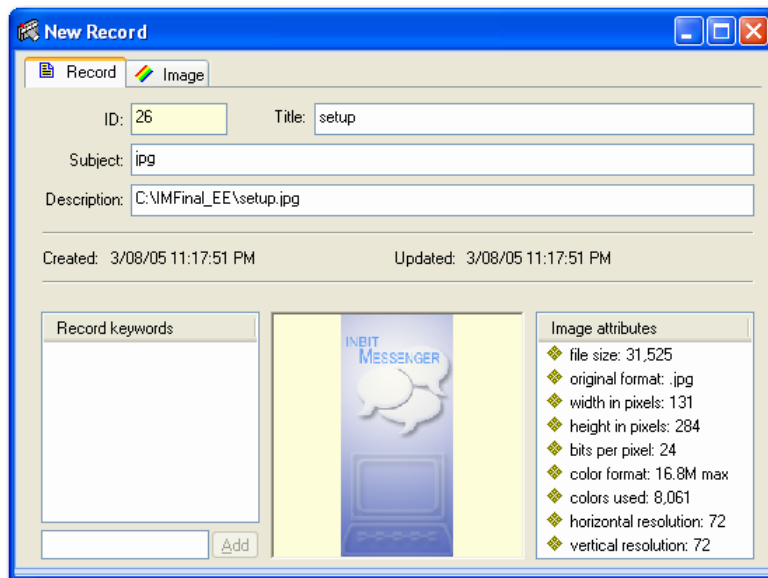 New Record
Record Image
ID: 26 Title: setup
Subject: jpg
Description: C:\IMFinal_EE\setup.jpg
Created: 3/08/05 11:17:51 PM Updated: 3/08/05 11:17:51 PM
Record keywords
INBIT
MESSENGER
Image attributes
file size: 31,525
original format: .jpg
width in pixels: 131
height in pixels: 284
bits per pixel: 24
color format: 16.8M max
colors used: 8,061
horizontal resolution: 72
vertical resolution: 72
Add